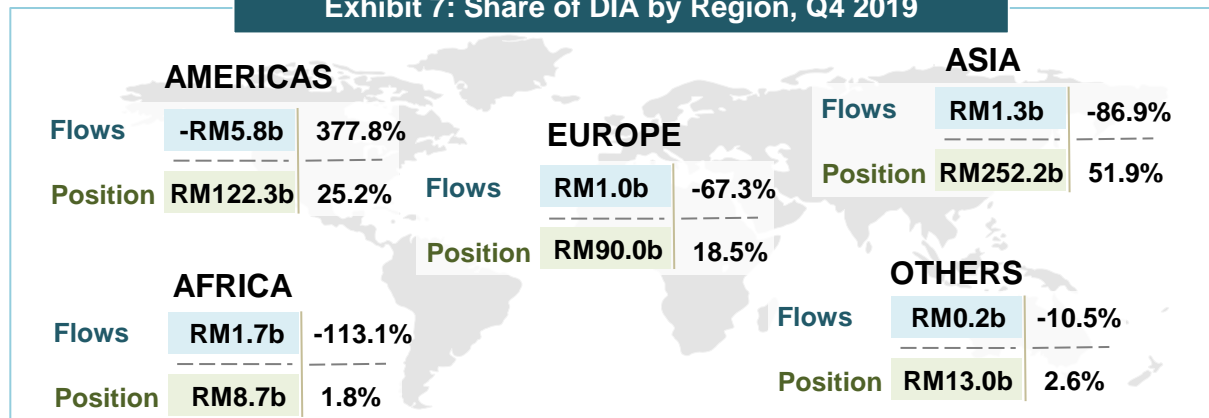 Exhibit 7: Share of DIA by Region, Q4 2019
AMERICAS
Flows -RM5.8b 377.8%
Position RM122.3b 25.2%
EUROPE
Flows RM1.0b -67.3%
Position RM90.0b 18.5%
ASIA
Flows RM1.3b -86.9%
Position RM252.2b 51.9%
AFRICA
Flows RM1.7b -113.1%
Position RM8.7b 1.8%
OTHERS
Flows RM0.2b -10.5%
Position RM13.0b 2.6%